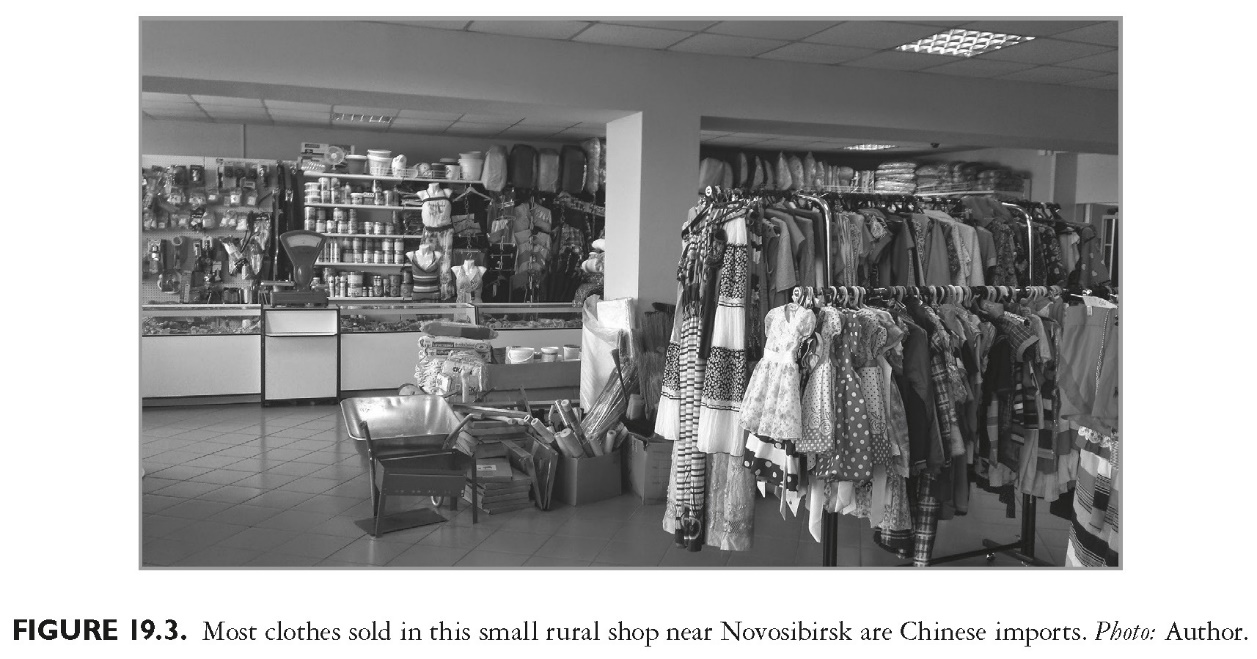 FIGURE 19.3. Most clothes sold in this small rural shop near Novosibirsk are Chinese imports. Photo: Author.